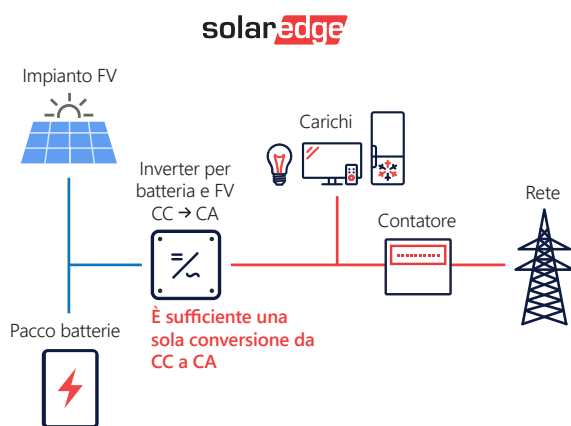 solaredge
Impianto FV
Carichi
Inverter per
batteria e FV
CC → CA
Contatore
Rete
È sufficiente una
sola conversione da
CC a CA
Pacco batterie